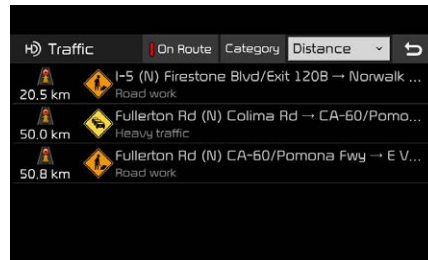 HD Traffic On Route Category Distance
I-5 (N) Firestone Blvd/Exit 120B → Norwalk ...
20.5 km Road work
Fullerton Rd (N) Colima Rd → CA-60/Pomo...
50.0 km Heavy traffic
Fullerton Rd (N) CA-60/Pomona Fwy → E V...
50.8 km Road work